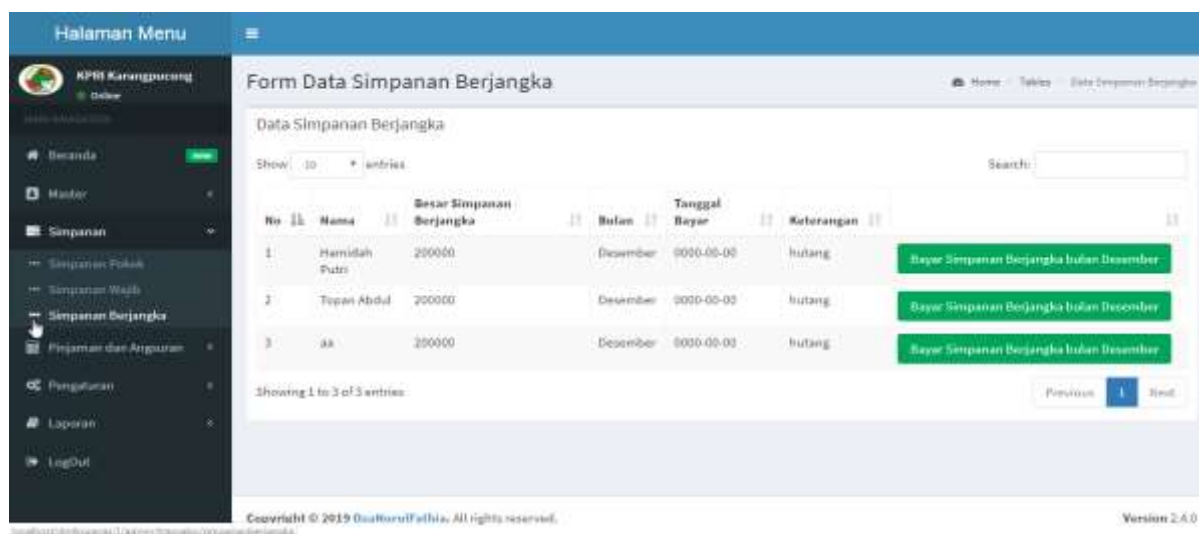 Halaman Menu
KPRI Karangpucung
Online
Form Data Simpanan Berjangka
Home
Tables
Data Simpanan Berjangka
Data Simpanan Berjangka
Beranda
Master
Simpanan
Simpanan Pokok
Simpanan Wajib
Simpanan Berjangka
Pinjaman dan Angsuran
Pengaturan
Laporan
LogOut
Show 10 entries
Search:
No Nama Besar Simpanan Berjangka Bulan Tanggal Bayar Keterangan
1 Hamidah Putri 200000 Desember 0000-00-00 hutang Bayar Simpanan Berjangka bulan Desember
2 Topan Abdul 200000 Desember 0000-00-00 hutang Bayar Simpanan Berjangka bulan Desember
3 aa 200000 Desember 0000-00-00 hutang Bayar Simpanan Berjangka bulan Desember
Showing 1 to 3 of 3 entries
Previous 1 Next
Copyright © 2019 All rights reserved.
Version 2.4.0